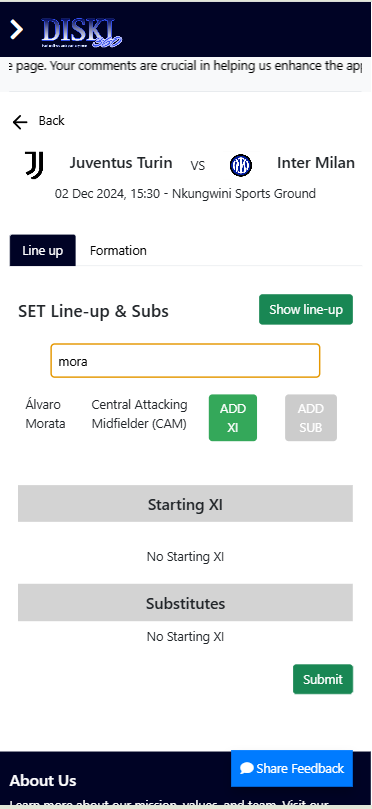 DISKI
e page. Your comments are crucial in helping us enhance the app
Back
Juventus Turin VS Inter Milan
02 Dec 2024, 15:30 - Nkungwini Sports Ground
Line up Formation
SET Line-up & Subs Show line-up
mora
Álvaro Morata
Central Attacking Midfielder (CAM)
ADD XI
ADD SUB
Starting XI
No Starting XI
Substitutes
No Starting XI
Submit
Share Feedback
About Us
Learn more about our mission, values, and team. Visit our